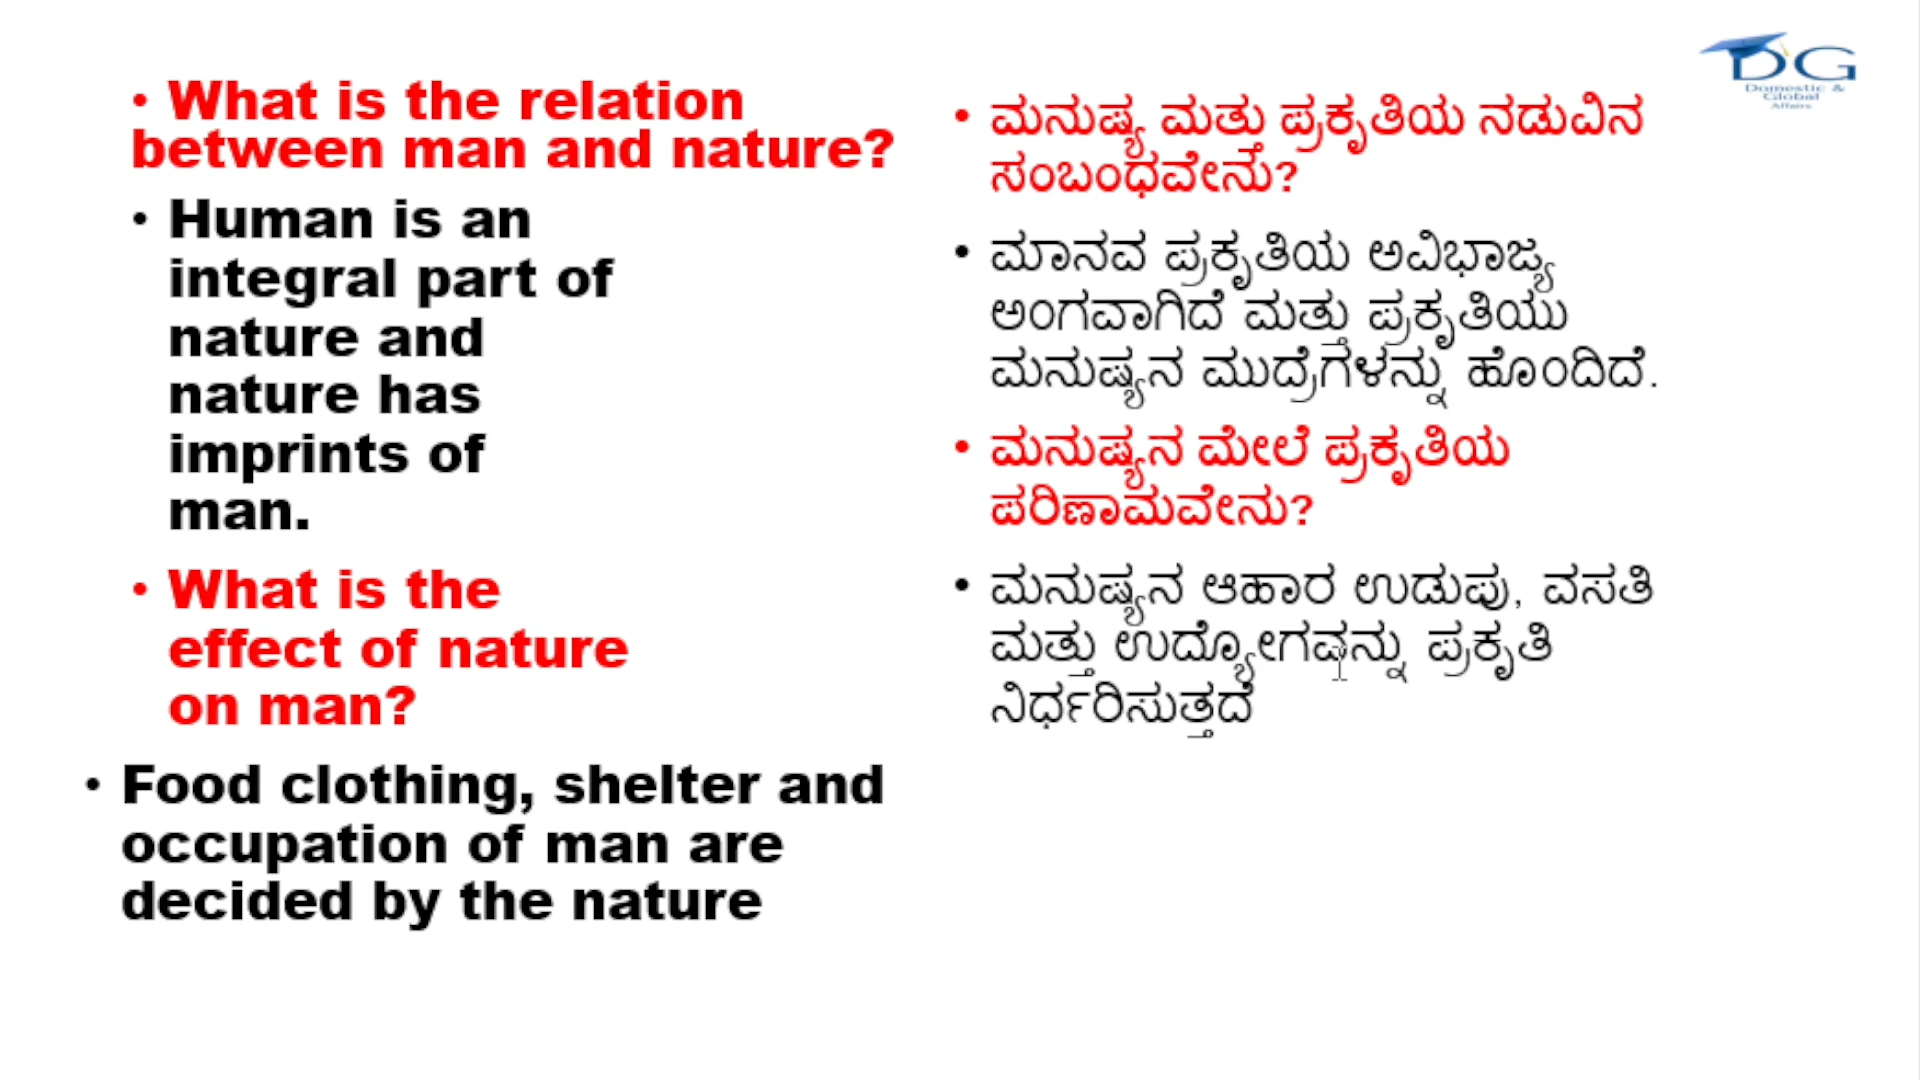 • What is the relation
between man and nature?
• Human is an
integral part of
nature and
nature has
imprints of
man.
• What is the
effect of nature
on man?
• Food clothing, shelter and
occupation of man are
decided by the nature
• ಮನುಷ್ಯ ಮತ್ತು ಪ್ರಕೃತಿಯ ನಡುವಿನ
ಸಂಬಂಧವೇನು?
• ಮಾನವ ಪ್ರಕೃತಿಯ ಅವಿಭಾಜ್ಯ
ಅಂಗವಾಗಿದೆ ಮತ್ತು ಪ್ರಕೃತಿಯು
ಮನುಷ್ಯನ ಮುದ್ರೆಗಳನ್ನು ಹೊಂದಿದೆ.
• ಮನುಷ್ಯನ ಮೇಲೆ ಪ್ರಕೃತಿಯ
ಪರಿಣಾಮವೇನು?
• ಮನುಷ್ಯನ ಆಹಾರ ಉಡುಪು, ವಸತಿ
ಮತ್ತು ಉದ್ಯೋಗವನ್ನು ಪ್ರಕೃತಿ
ನಿರ್ಧರಿಸುತ್ತದೆ
DG
Domestic &
Global
Affairs